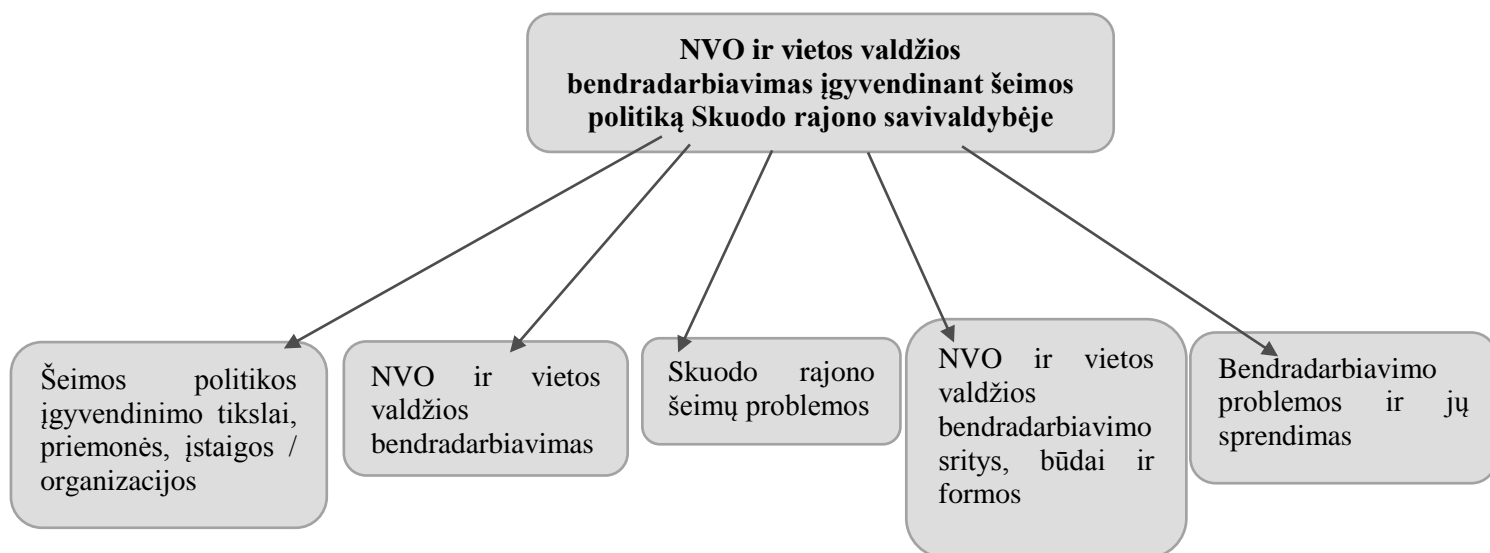 NVO ir vietos valdžios
bendradarbiavimas įgyvendinant šeimos
politiką Skuodo rajono savivaldybėje
Šeimos politikos
įgyvendinimo tikslai,
priemonės, įstaigos /
organizacijos
NVO ir vietos
valdžios
bendradarbiavimas
Skuodo rajono
šeimų problemos
NVO ir vietos
valdžios
bendradarbiavimo
sritys, būdai ir
formos
Bendradarbiavimo
problemos ir jų
sprendimas